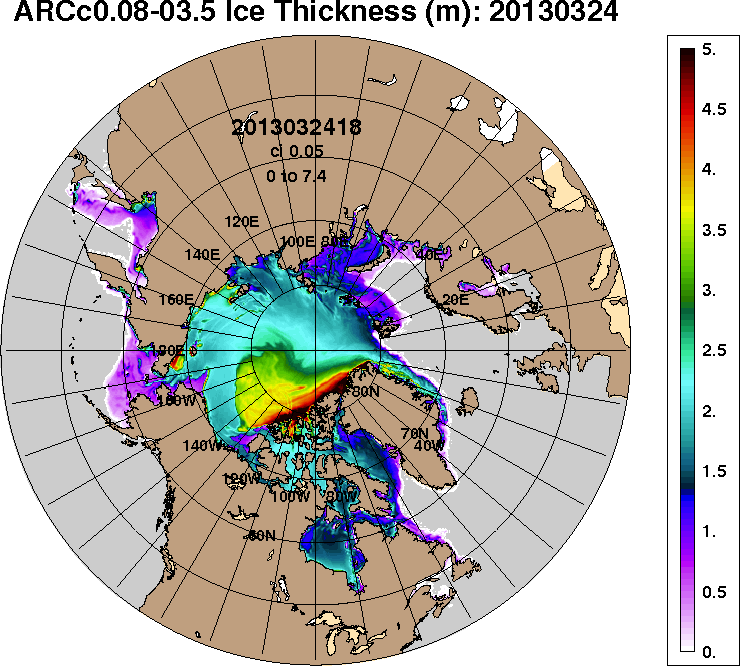 ARCc0.08-03.5 Ice Thickness (m): 20130324
2013032418
ci 0.05
0 to 7.4
120E
100E 80E
140E
40E
160E
20E
180E
160W
80N
140W
70N
40W
120W
100W 80W
60N
5.
4.5
4.
3.5
3.
2.5
2.
1.5
1.
0.5
0.